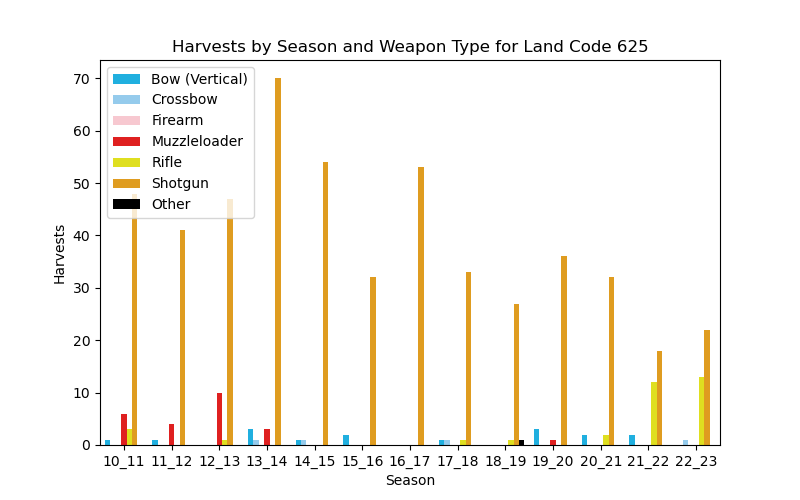 Harvests by Season and Weapon Type for Land Code 625
Bow (Vertical)
Crossbow
Firearm
Muzzleloader
Rifle
Shotgun
Other
70
60
50
40
30
20
10
0
Harvests
10_11 11_12 12_13 13_14 14_15 15_16 16_17 17_18 18_19 19_20 20_21 21_22 22_23
Season